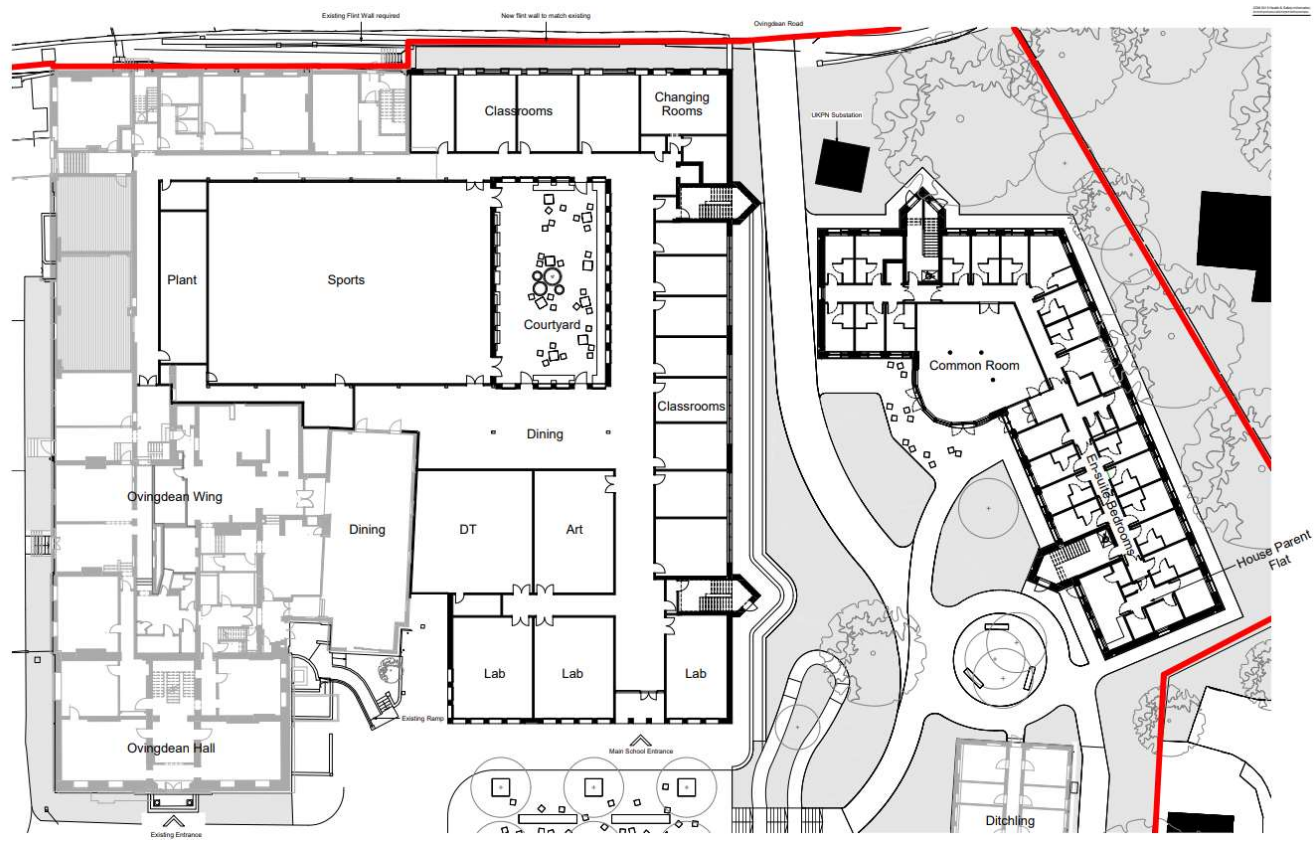 Existing Flint Wall required
New flint wall to match existing
Ovingdean Road
Classrooms
Changing
Rooms
UKPN Substation
Plant
Sports
Courtyard
Common Room
Classrooms
Dining
Ovingdean Wing
Dining
DT
Art
En-suite Bedrooms
House Parent
Flat
Lab
Lab
Lab
Existing Ramp
Ovingdean Hall
Main School Entrance
Existing Entrance
Ditchling